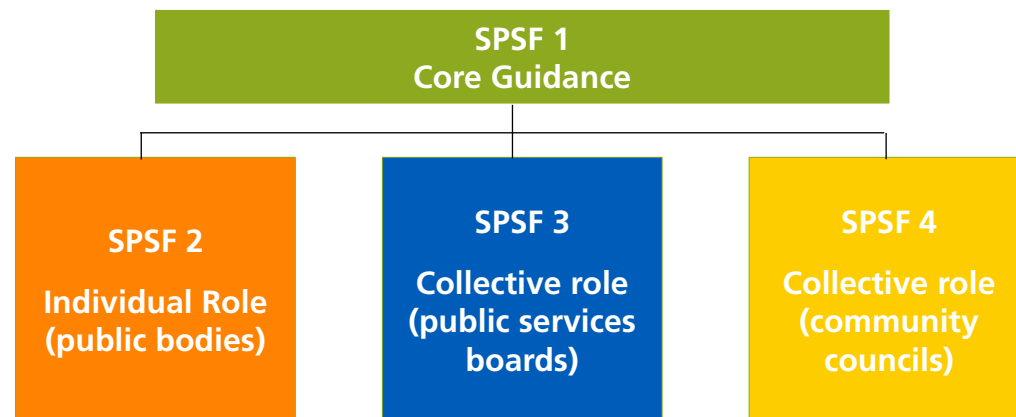 SPSF 1
Core Guidance
SPSF 2
Individual Role
(public bodies)
SPSF 3
Collective role
(public services
boards)
SPSF 4
Collective role
(community
councils)